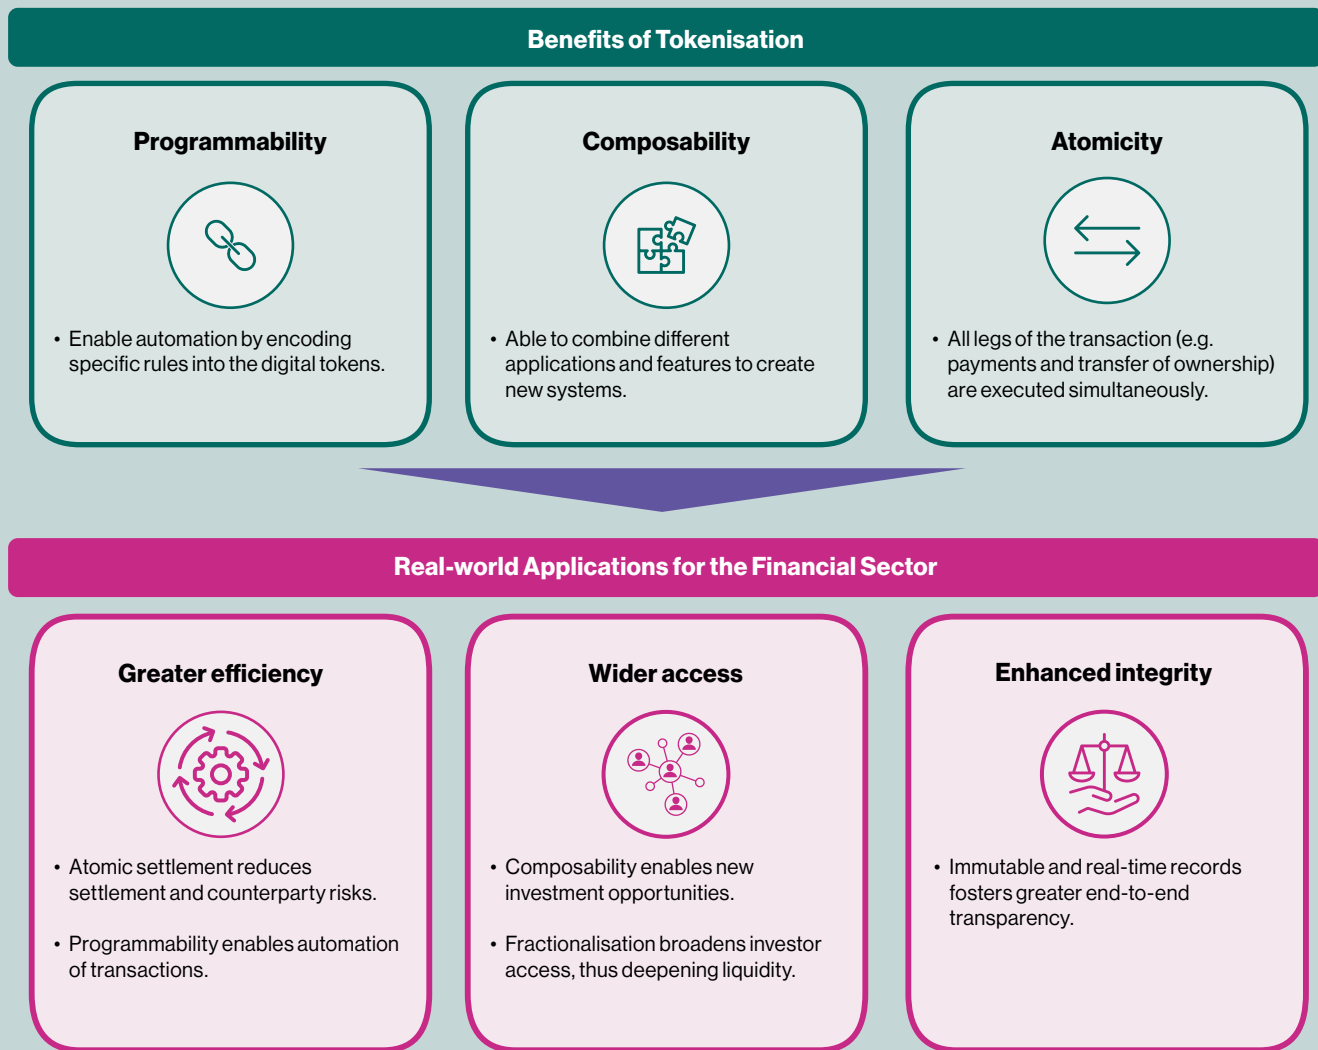 Benefits of Tokenisation
Programmability
• Enable automation by encoding
specific rules into the digital tokens.
Composability
• Able to combine different
applications and features to create
new systems.
Atomicity
• All legs of the transaction (e.g.
payments and transfer of ownership)
are executed simultaneously.
Real-world Applications for the Financial Sector
Greater efficiency
• Atomic settlement reduces
settlement and counterparty risks.
• Programmability enables automation
of transactions.
Wider access
• Composability enables new
investment opportunities.
• Fractionalisation broadens investor
access, thus deepening liquidity.
Enhanced integrity
• Immutable and real-time records
fosters greater end-to-end
transparency.